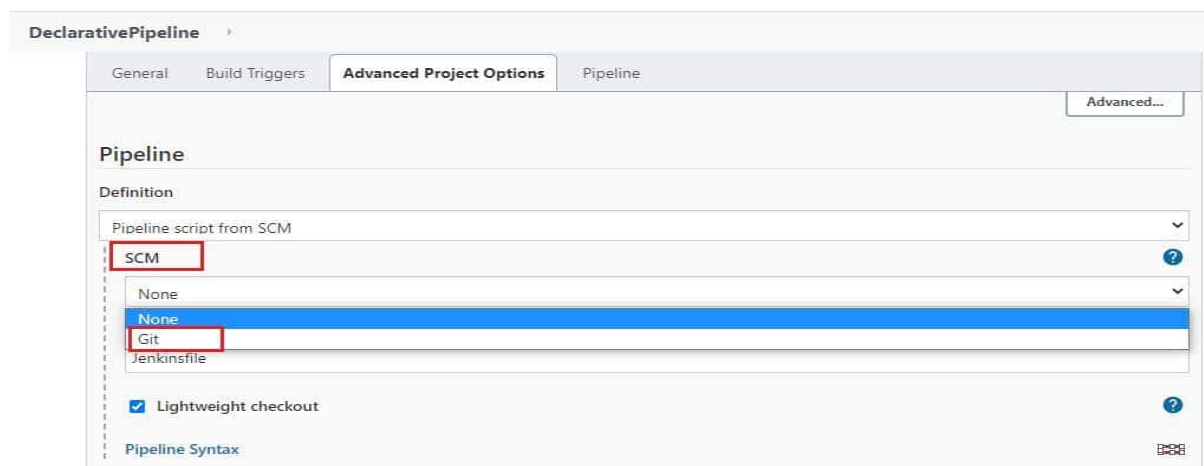 DeclarativePipeline
General Build Triggers Advanced Project Options Pipeline
Advanced...
Pipeline
Definition
Pipeline script from SCM
SCM
None
None
Git
Jenkinsfile
Lightweight checkout
Pipeline Syntax